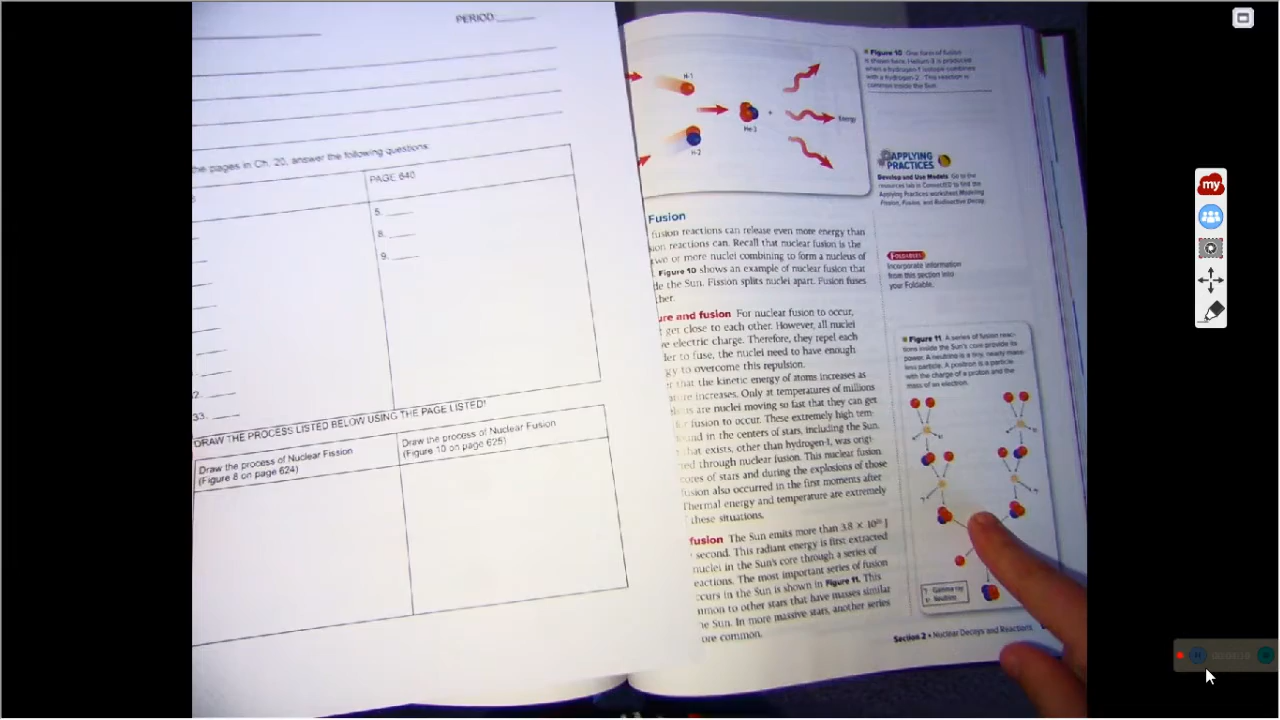 PERIOD:
the pages in Ch. 20, answer the following questions:
PAGE 640
5.
8.
9.
2.
33.
DRAW THE PROCESS LISTED BELOW USING THE PAGE LISTED!
Draw the process of Nuclear Fission
(Figure 8 on page 624)
Draw the process of Nuclear Fusion
(Figure 10 on page 625)
H-1
H-2
He-3
+
Energy
Figure 10 One form of fusion
is shown here. Helium-3 is produced
when a hydrogen-1 isotope combines
with a hydrogen-2. This reaction is
common inside the Sun.
APPLYING
PRACTICES
Develop and Use Models Go to the
resources tab in ConnectED to find the
Applying Practices worksheet Modeling
Fission, Fusion, and Radioactive Decay.
Fusion
fusion reactions can release even more energy than
ion reactions can. Recall that nuclear fusion is the
two or more nuclei combining to form a nucleus of
Figure 10 shows an example of nuclear fusion that
de the Sun. Fission splits nuclei apart. Fusion fuses
her.
FOLDABLES
Incorporate information
from this section into
your Foldable.
ure and fusion For nuclear fusion to occur,
get close to each other. However, all nuclei
ve electric charge. Therefore, they repel each
der to fuse, the nuclei need to have enough
gy to overcome this repulsion.
er that the kinetic energy of atoms increases as
ature increases. Only at temperatures of millions
are nuclei moving so fast that they can get
fusion to occur. These extremely high tem-
und in the centers of stars, including the Sun.
that exists, other than hydrogen-1, was origi-
ed through nuclear fusion. This nuclear fusion
cores of stars and during the explosions of those
fusion also occurred in the first moments after
Thermal energy and temperature are extremely
these situations.
fusion The Sun emits more than 3.8 × 10 J
second. This radiant energy is first extracted
nuclei in the Sun's core through a series of
eactions. The most important series of fusion
ccurs in the Sun is shown in Figure 11. This
mmon to other stars that have masses similar
he Sun. In more massive stars, another series
ore common.
Figure 11 A series of fusion reac-
tions inside the Sun's core provide its
power. A neutrino is a tiny, nearly mass-
less particle. A positron is a particle
with the charge of a proton and the
mass of an electron.
Gamma ray
Neutrino
Section 2 • Nuclear Decays and Reactions
my